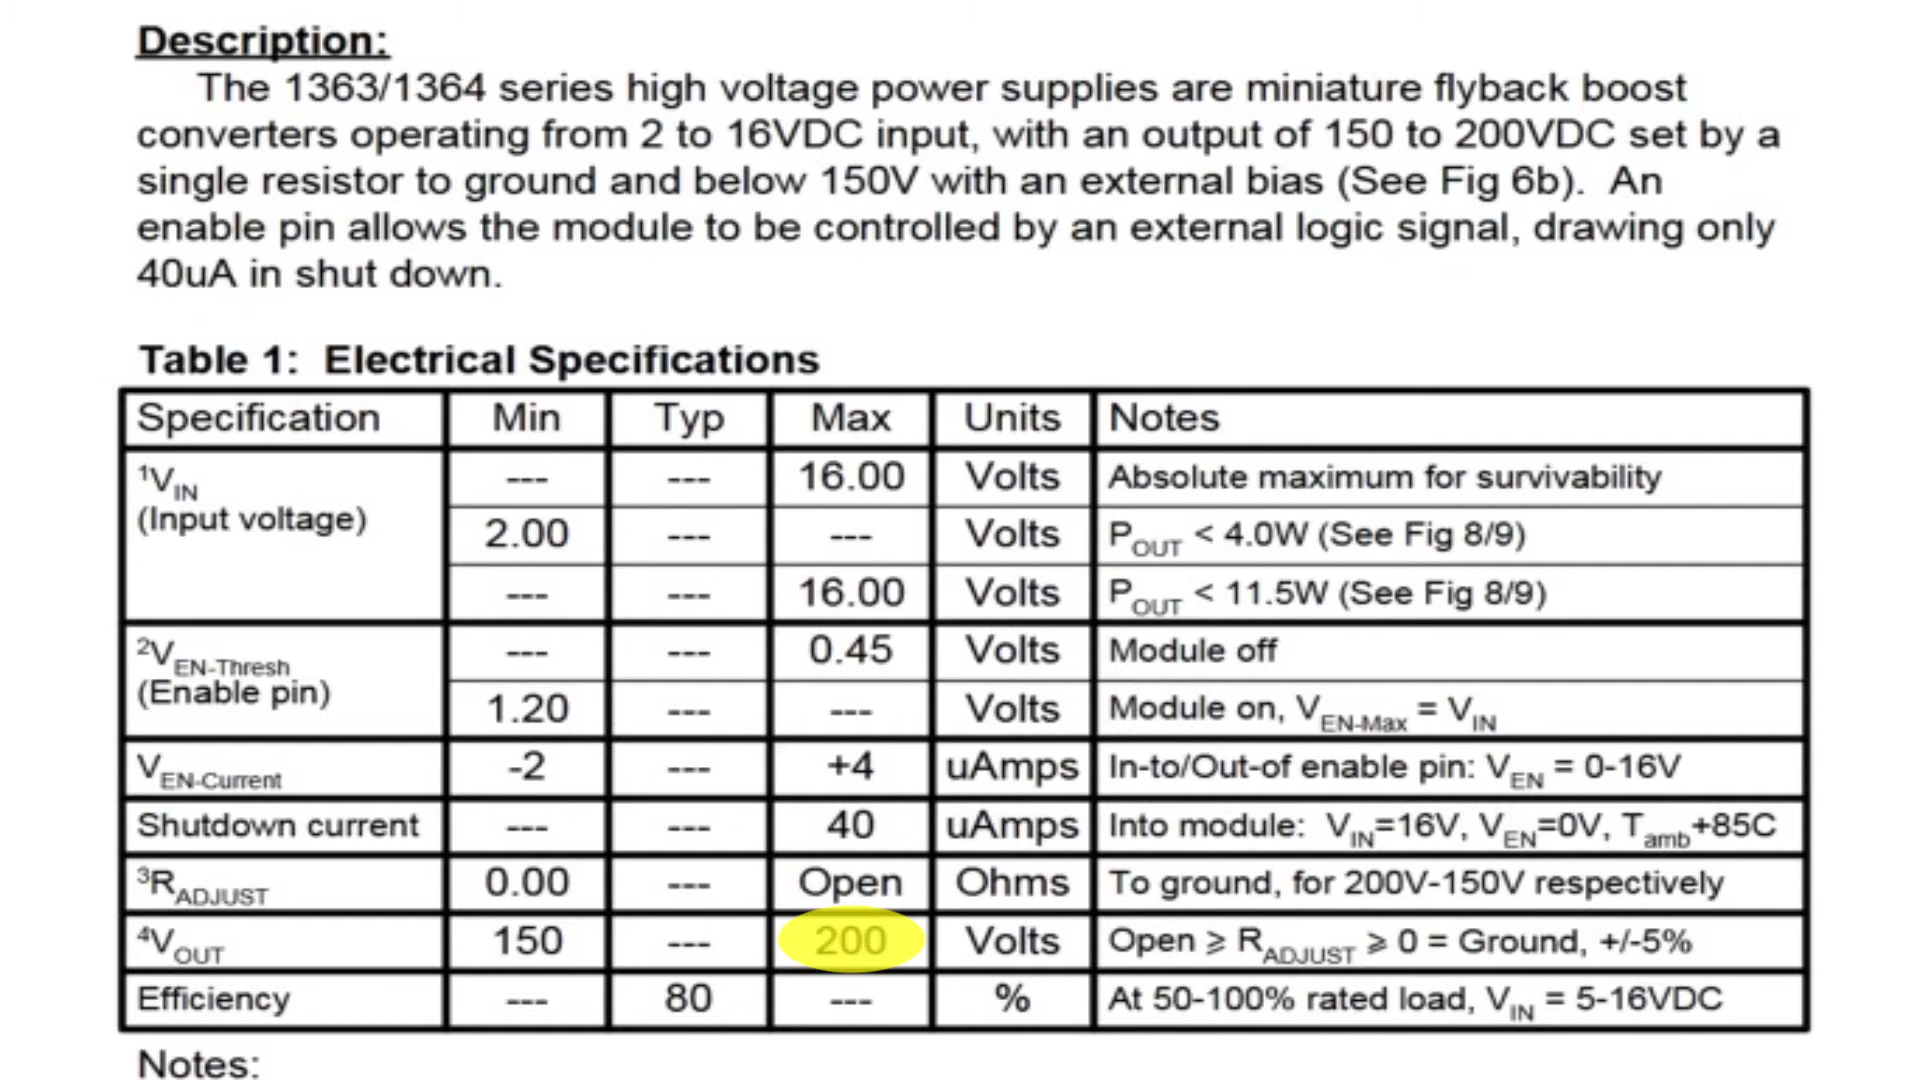 Description:
The 1363/1364 series high voltage power supplies are miniature flyback boost
converters operating from 2 to 16VDC input, with an output of 150 to 200VDC set by a
single resistor to ground and below 150V with an external bias (See Fig 6b). An
enable pin allows the module to be controlled by an external logic signal, drawing only
40uA in shut down.
Table 1: Electrical Specifications
Specification Min Typ Max Units Notes
¹VIN (Input voltage) --- --- 16.00 Volts Absolute maximum for survivability
2.00 --- --- Volts POUT < 4.0W (See Fig 8/9)
--- --- 16.00 Volts POUT < 11.5W (See Fig 8/9)
²VEN-Thresh (Enable pin) --- --- 0.45 Volts Module off
1.20 --- --- Volts Module on, VEN-Max = VIN
VEN-Current -2 --- +4 uAmps In-to/Out-of enable pin: VEN = 0-16V
Shutdown current --- --- 40 uAmps Into module: VIN=16V, VEN=0V, Tamb+85C
³RADJUST 0.00 --- Open Ohms To ground, for 200V-150V respectively
⁴VOUT 150 --- 200 Volts Open ⩾ RADJUST ⩾ 0 = Ground, +/-5%
Efficiency --- 80 --- % At 50-100% rated load, VIN = 5-16VDC
Notes: